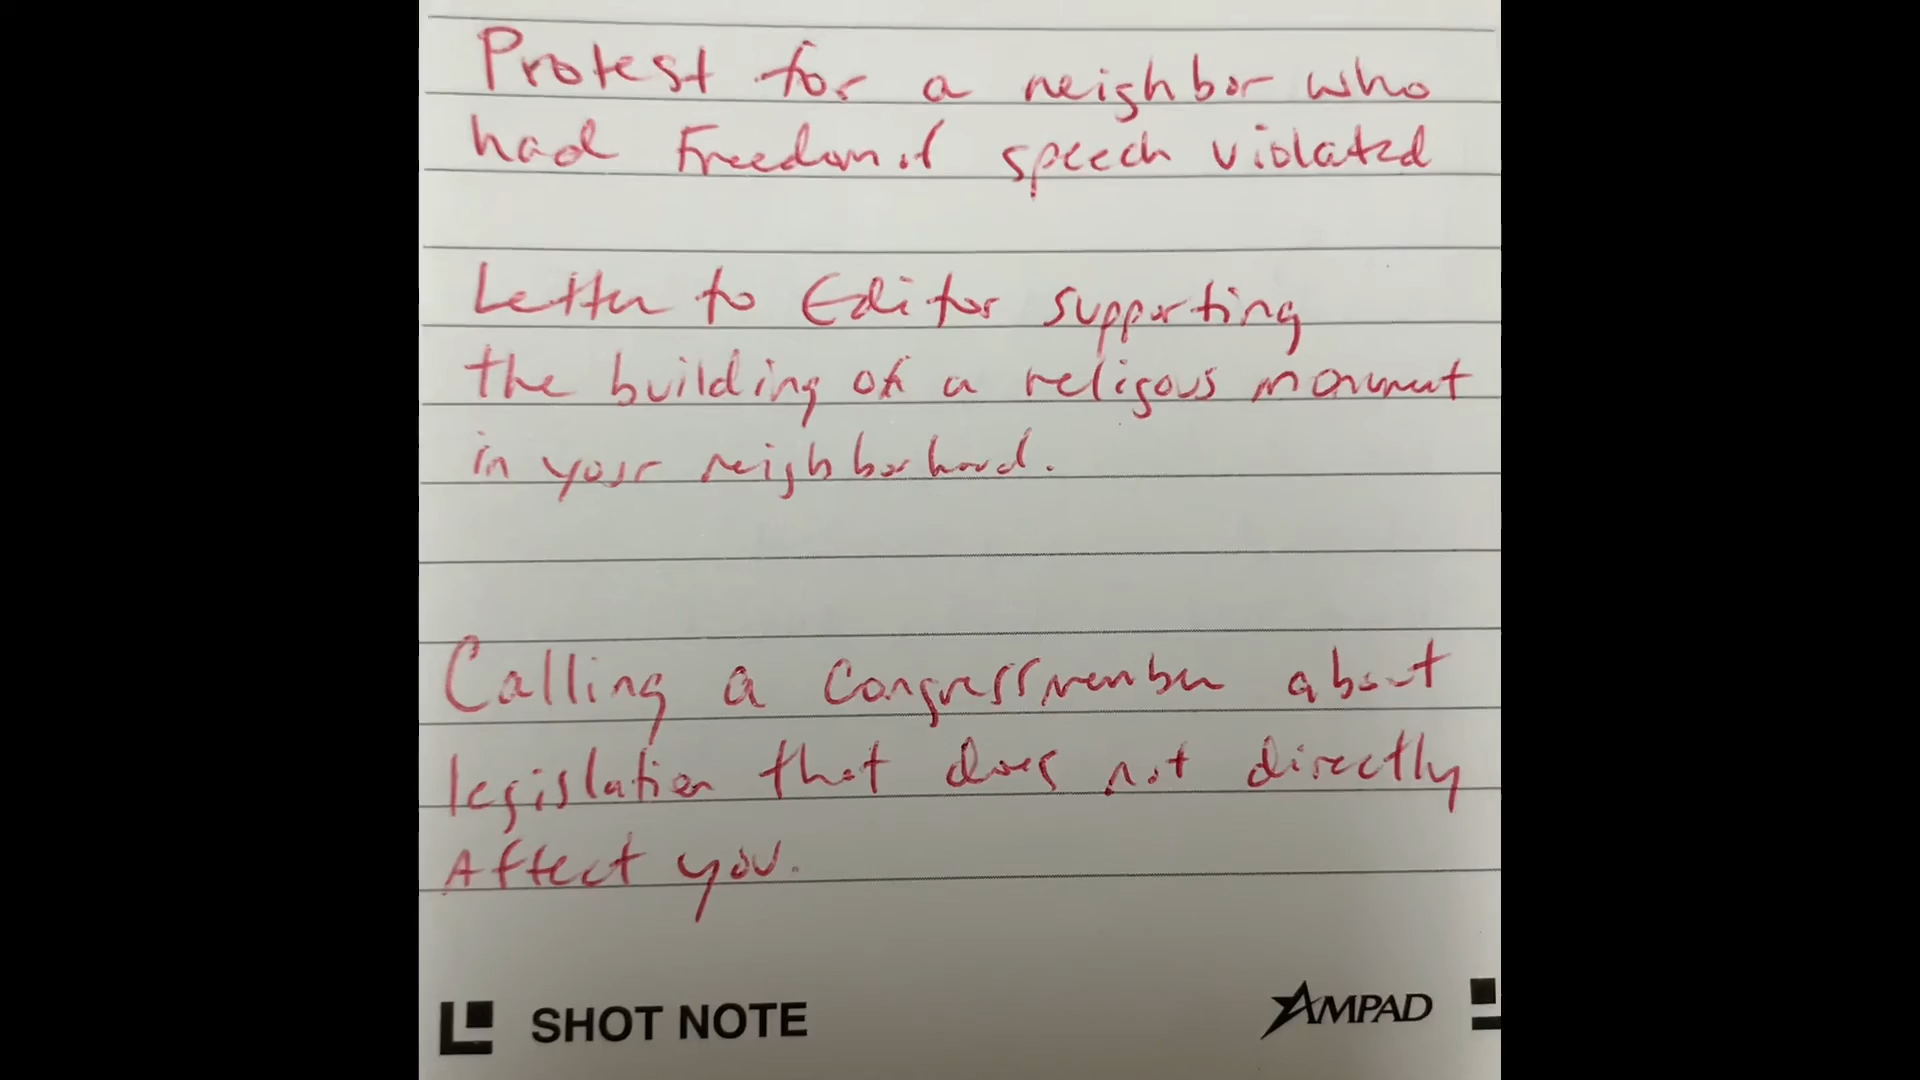 Protest for a neighbor who
had Freedom of speech violated
Letter to Editor supporting
the building of a religous monument
in your neighborhood.
Calling a Congressmember about
legislation that does not directly
Affect you.
SHOT NOTE
AMPAD